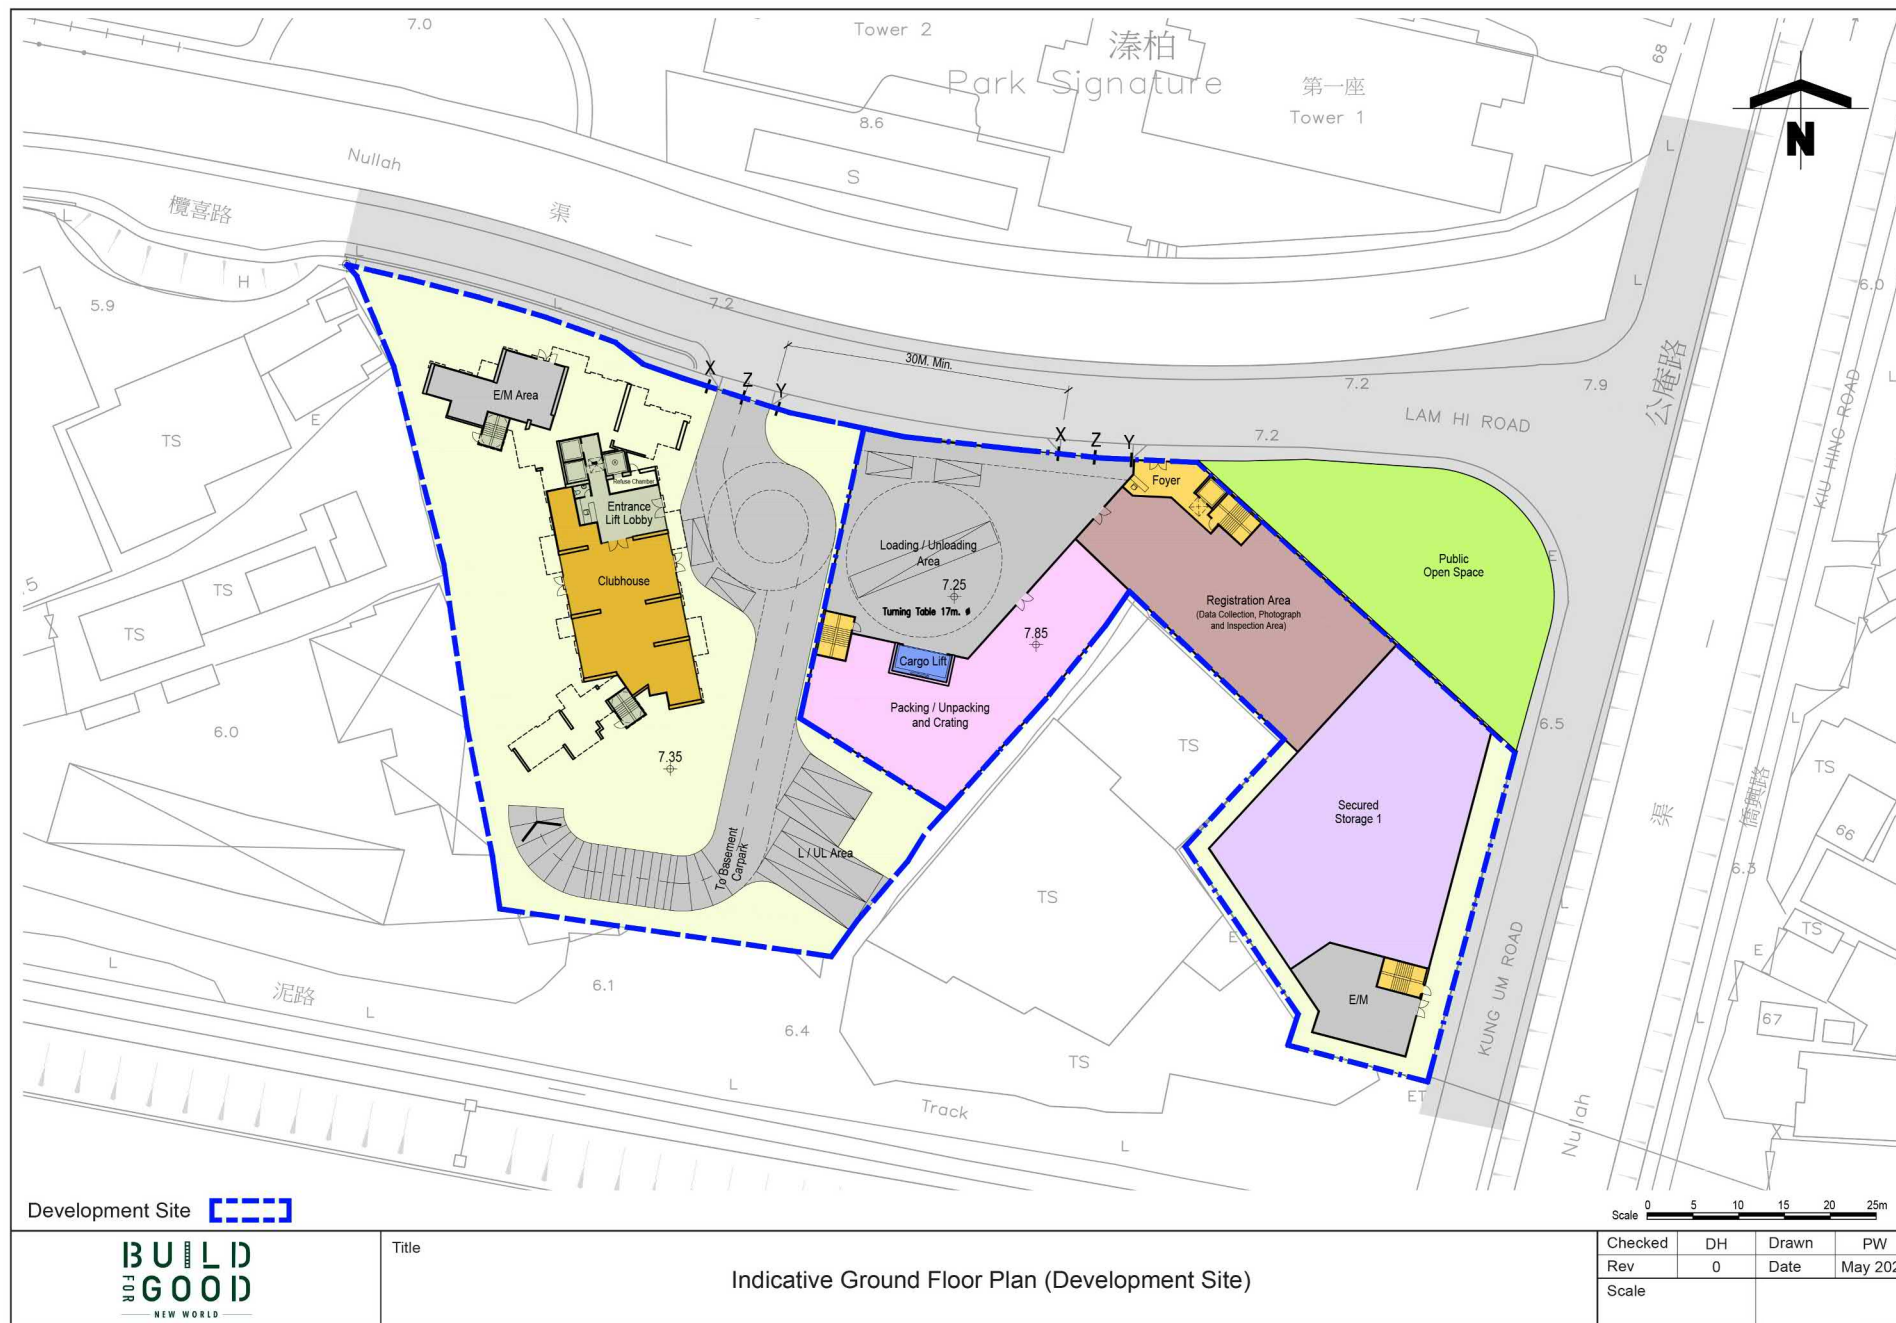 7.0
Tower 2
溱柏
Park Signature
第一座
Tower 1
68
L
N
8.6
Nullah
S
欖喜路
渠
L
L
H
L
5.9
7.2
L
6.0
30M. Min.
X
Z
Y
7.2
7.9
公庵路
LAM HI ROAD
KIU HING ROAD
L
E/M Area
E
TS
7.2
X
Z
Y
Refuse Chamber
Foyer
Entrance
Lift Lobby
Loading / Unloading
Area
Public
Open Space
E
7.25
Clubhouse
TS
Turning Table 17m.
Registration Area
(Data Collection, Photograph
and Inspection Area)
TS
7.85
Cargo Lift
Packing / Unpacking
and Crating
6.0
7.35
TS
6.5
L
TS
Secured
Storage 1
渠
僑興路
66
To Basement
Carpark
L / UL Area
6.3
TS
L
E
KUNG UM ROAD
TS
E
L
泥路
6.1
E/M
L
6.4
L
67
TS
L
Track
ET
L
Nullah
Development Site
Scale
0 5 10 15 20 25m
BUILD
FOR GOOD
NEW WORLD
Title
Indicative Ground Floor Plan (Development Site)
Checked DH Drawn PW
Rev 0 Date May 202
Scale